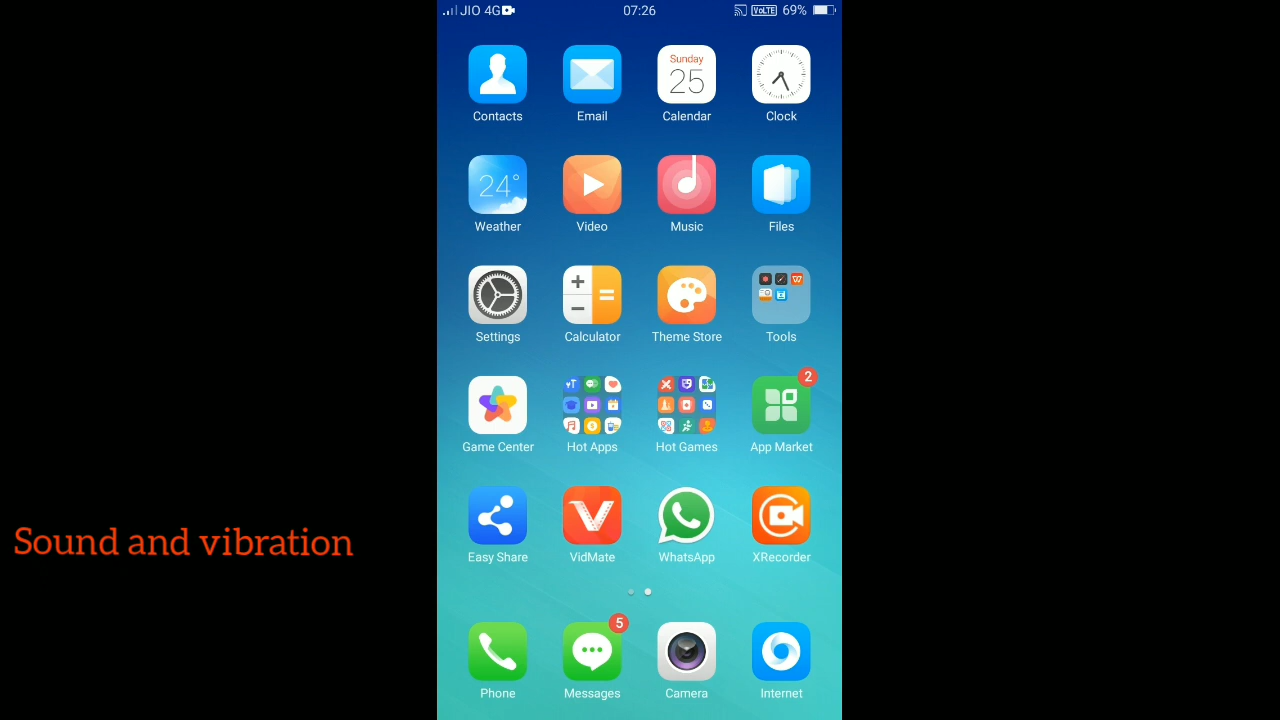 JIO 4G 07:26 VoLTE 69%
Sunday
25
Contacts Email Calendar Clock
24°
Weather Video Music Files
Settings Calculator Theme Store Tools
2
Game Center Hot Apps Hot Games App Market
Easy Share VidMate WhatsApp XRecorder
Sound and vibration
5
Phone Messages Camera Internet